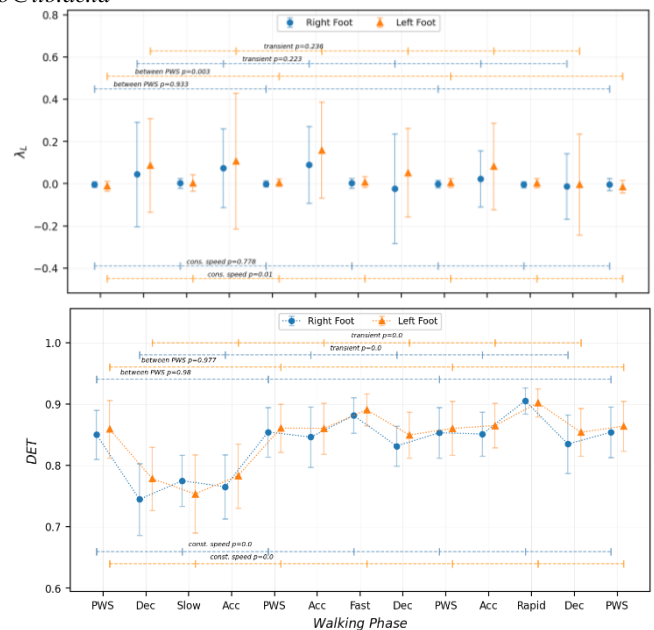 0.8
Right Foot Left Foot
transient p=0.236
0.6
transient p=0.223
between PWS p=0.003
between PWS p=0.933
0.4
0.2
λL
0.0
−0.2
−0.4
cons. speed p=0.778
cons. speed p=0.01
Right Foot Left Foot
1.0
transient p=0.0
transient p=0.0
between PWS p=0.977
between PWS p=0.98
0.9
DET
0.8
0.7
const. speed p=0.0
const. speed p=0.0
0.6
PWS Dec Slow Acc PWS Acc Fast Dec PWS Acc Rapid Dec PWS
Walking Phase